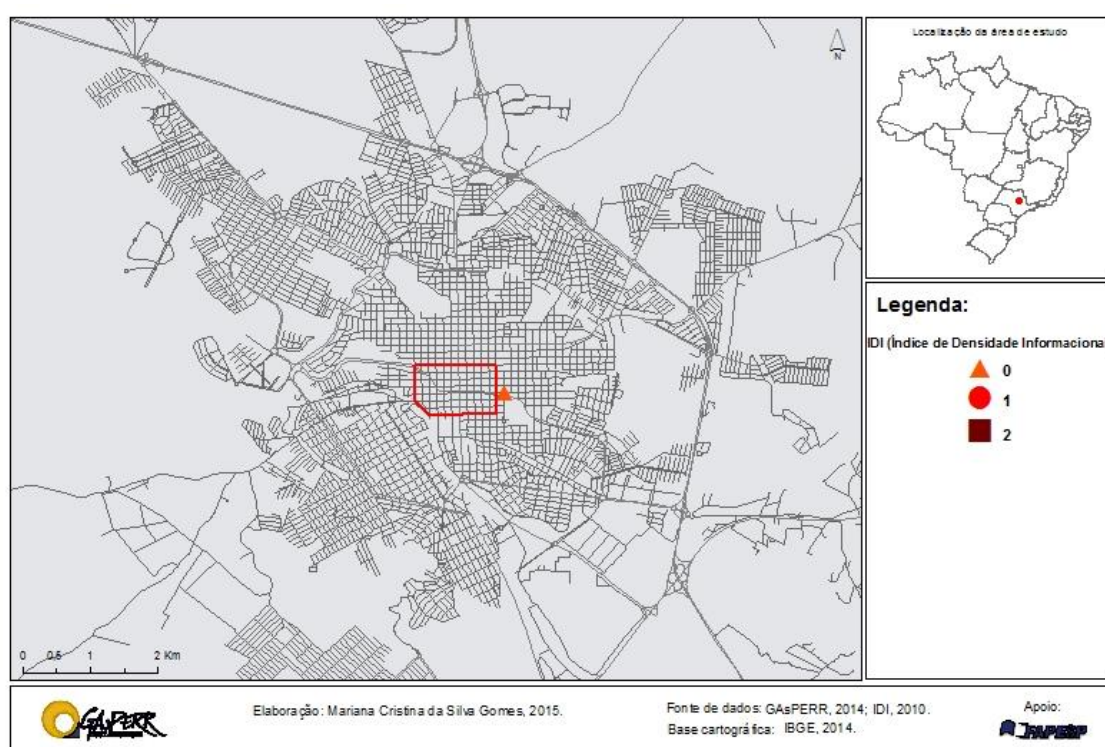 N
0 0.5 1 2 Km
Localização da área de estudo
Legenda:
IDI (Índice de Densidade Informacional
0
1
2
GAsPERR
Elaboração: Mariana Cristina da Silva Gomes, 2015.
Fonte de dados: GAsPERR, 2014; IDI, 2010.
Base cartográfica: IBGE, 2014.
Apoio:
FAPESP